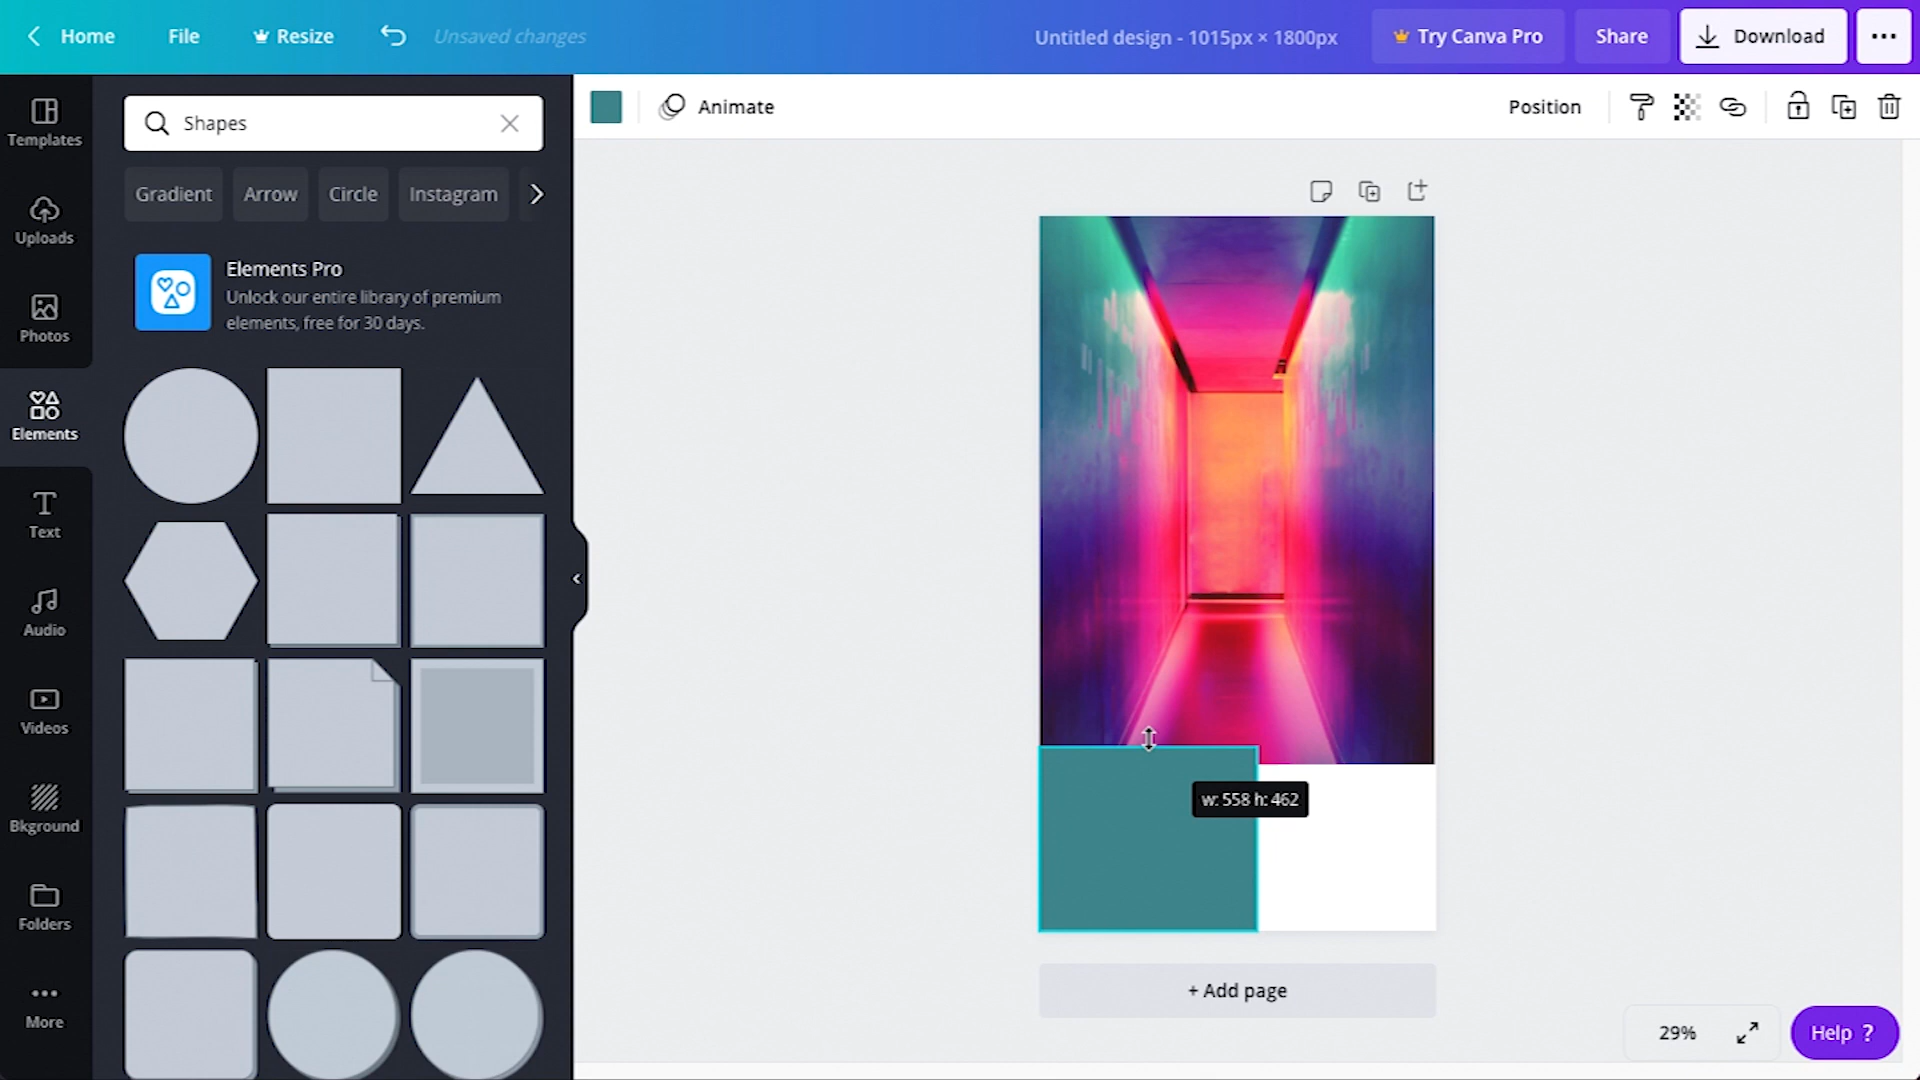 Home
File
Resize
Unsaved changes
Untitled design - 1015px × 1800px
Try Canva Pro
Share
Download
Templates
Uploads
Photos
Elements
Text
Audio
Videos
Bkground
Folders
More
Shapes
Gradient
Arrow
Circle
Instagram
Elements Pro
Unlock our entire library of premium
elements, free for 30 days.
Animate
Position
w: 558 h: 462
+ Add page
29%
Help ?